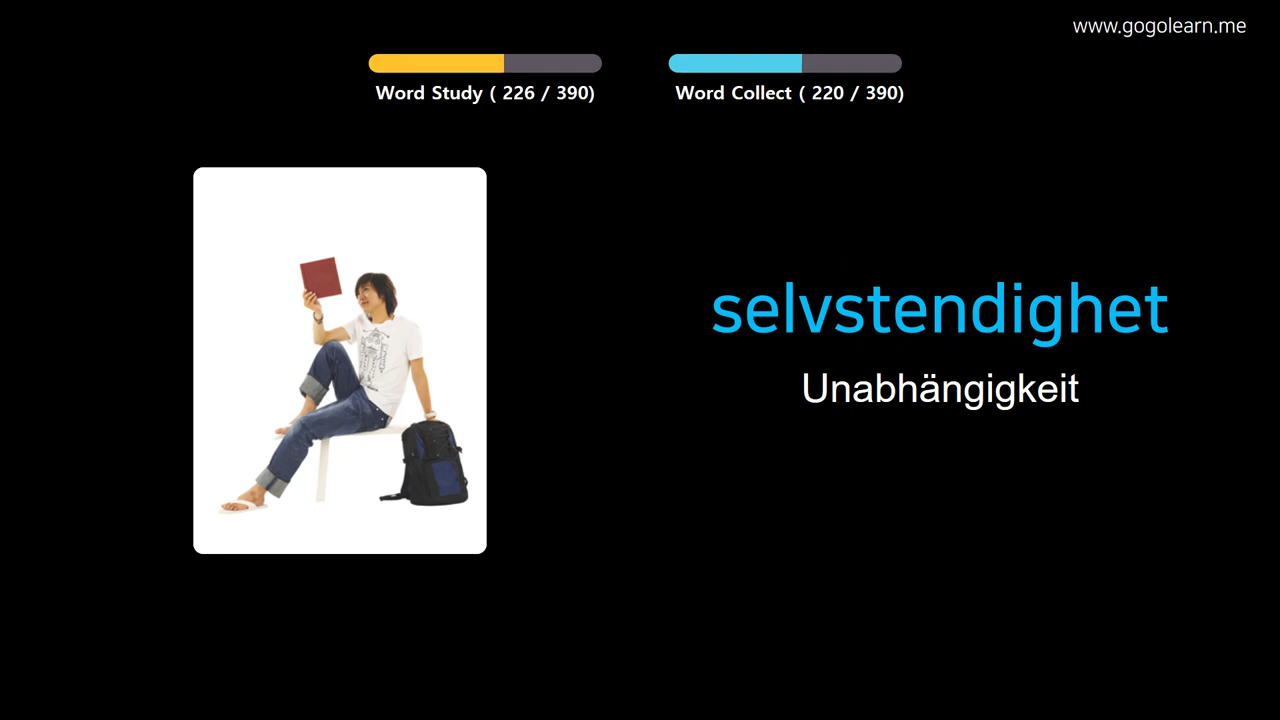 www.gogolearn.me
Word Study ( 226 / 390)
Word Collect ( 220 / 390)
selvstendighet
Unabhängigkeit